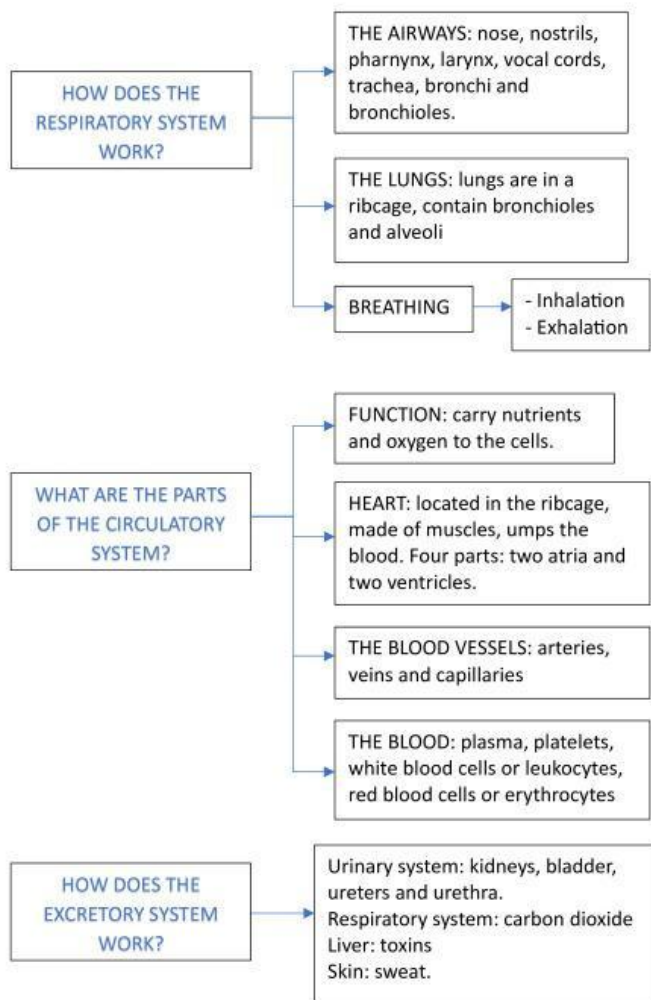 HOW DOES THE
RESPIRATORY SYSTEM
WORK?
THE AIRWAYS: nose, nostrils,
pharnynx, larynx, vocal cords,
trachea, bronchi and
bronchioles.
THE LUNGS: lungs are in a
ribcage, contain bronchioles
and alveoli
BREATHING
- Inhalation
- Exhalation
WHAT ARE THE PARTS
OF THE CIRCULATORY
SYSTEM?
FUNCTION: carry nutrients
and oxygen to the cells.
HEART: located in the ribcage,
made of muscles, umps the
blood. Four parts: two atria and
two ventricles.
THE BLOOD VESSELS: arteries,
veins and capillaries
THE BLOOD: plasma, platelets,
white blood cells or leukocytes,
red blood cells or erythrocytes
HOW DOES THE
EXCRETORY SYSTEM
WORK?
Urinary system: kidneys, bladder,
ureters and urethra.
Respiratory system: carbon dioxide
Liver: toxins
Skin: sweat.